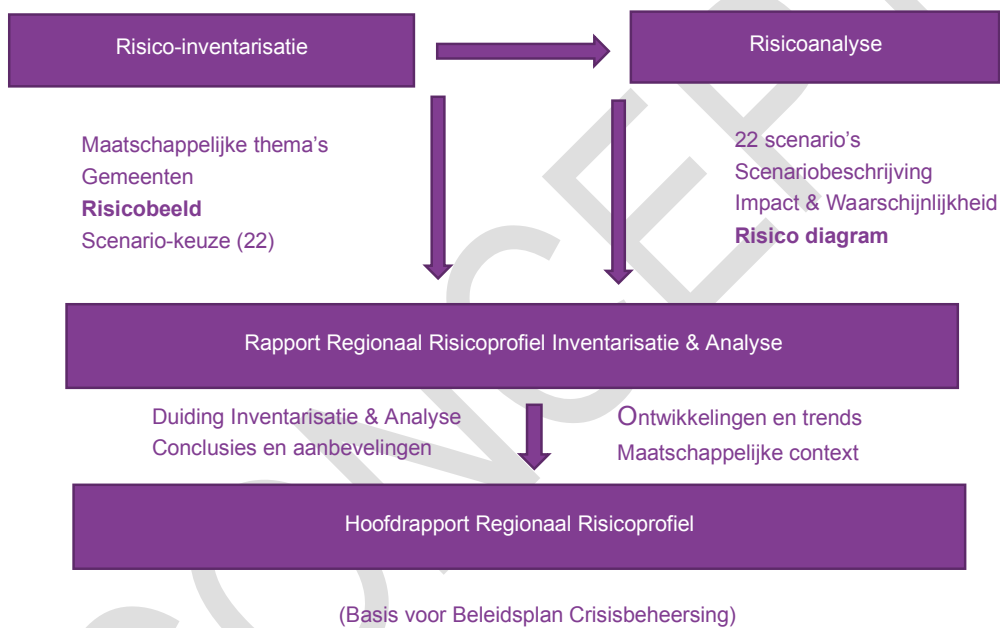 Risico-inventarisatie
Risicoanalyse
Maatschappelijke thema's
Gemeenten
Risicobeeld
Scenario-keuze (22)
22 scenario's
Scenariobeschrijving
Impact & Waarschijnlijkheid
Risico diagram
Rapport Regionaal Risicoprofiel Inventarisatie & Analyse
Duiding Inventarisatie & Analyse
Conclusies en aanbevelingen
Ontwikkelingen en trends
Maatschappelijke context
Hoofdrapport Regionaal Risicoprofiel
(Basis voor Beleidsplan Crisisbeheersing)
CONCEPT